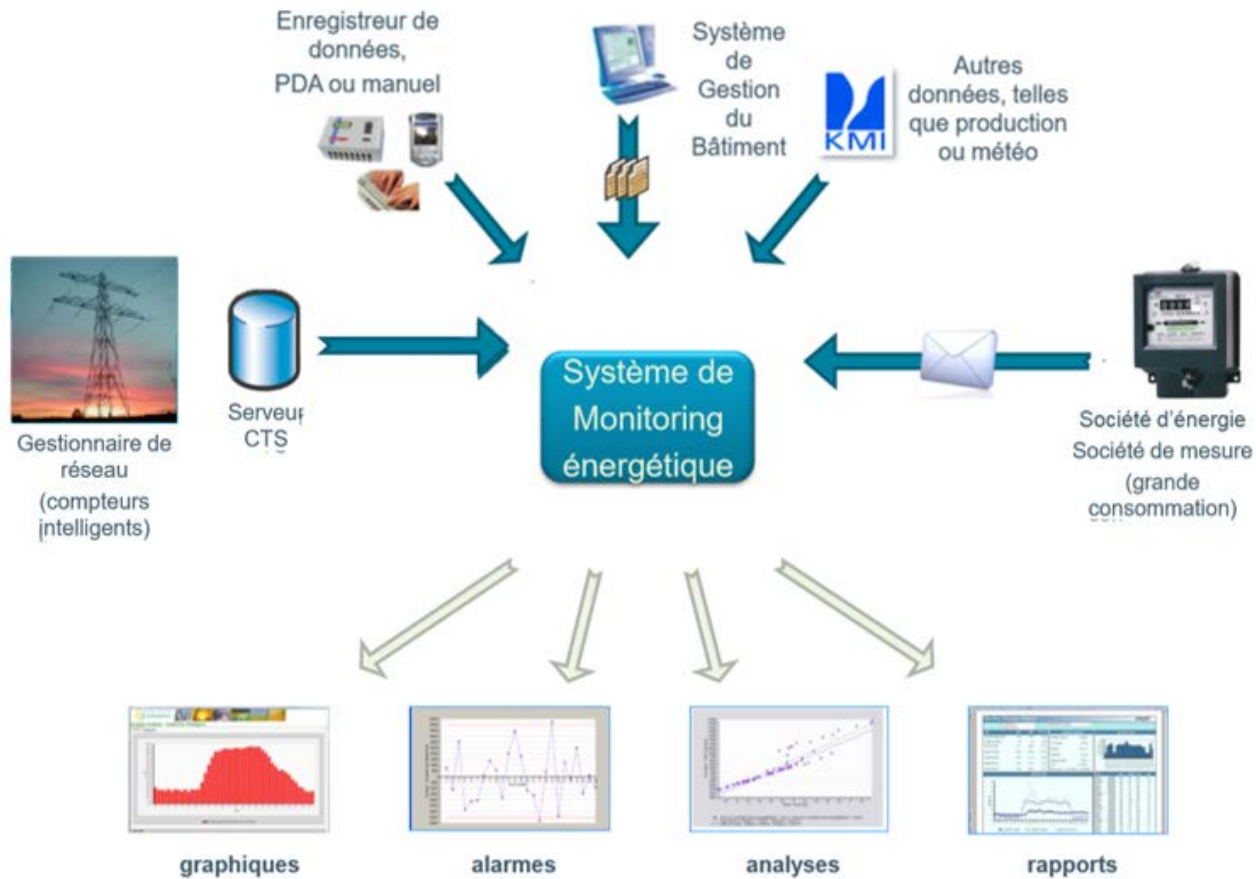 Enregistreur de
données,
PDA ou manuel
Système
de
Gestion
du
Bâtiment
KMI
Autres
données, telles
que production
ou météo
Gestionnaire de
réseau
(compteurs
intelligents)
Serveur
CTS
Système de
Monitoring
énergétique
Société d'énergie
Société de mesure
(grande
consommation)
graphiques
alarmes
analyses
rapports